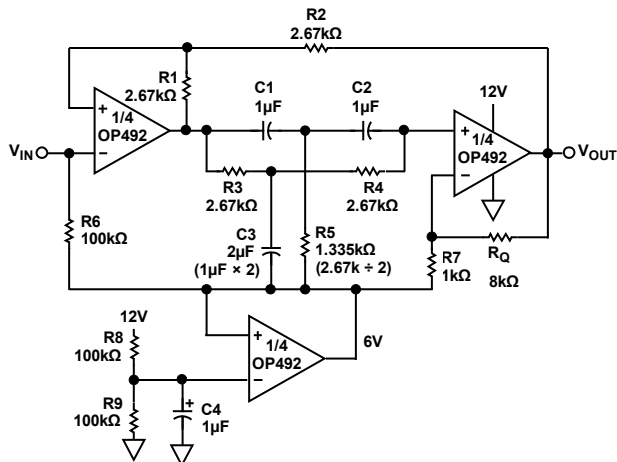 R2
2.67kΩ
R1
2.67kΩ
C1
1µF
C2
1µF
12V
+
1/4
OP492
−
+
1/4
OP492
−
VIN
VOUT
R3
2.67kΩ
R4
2.67kΩ
R6
100kΩ
C3
2µF
(1µF × 2)
R5
1.335kΩ
(2.67k ÷ 2)
R7
1kΩ
RQ
8kΩ
12V
R8
100kΩ
+
1/4
OP492
−
6V
R9
100kΩ
+
C4
1µF